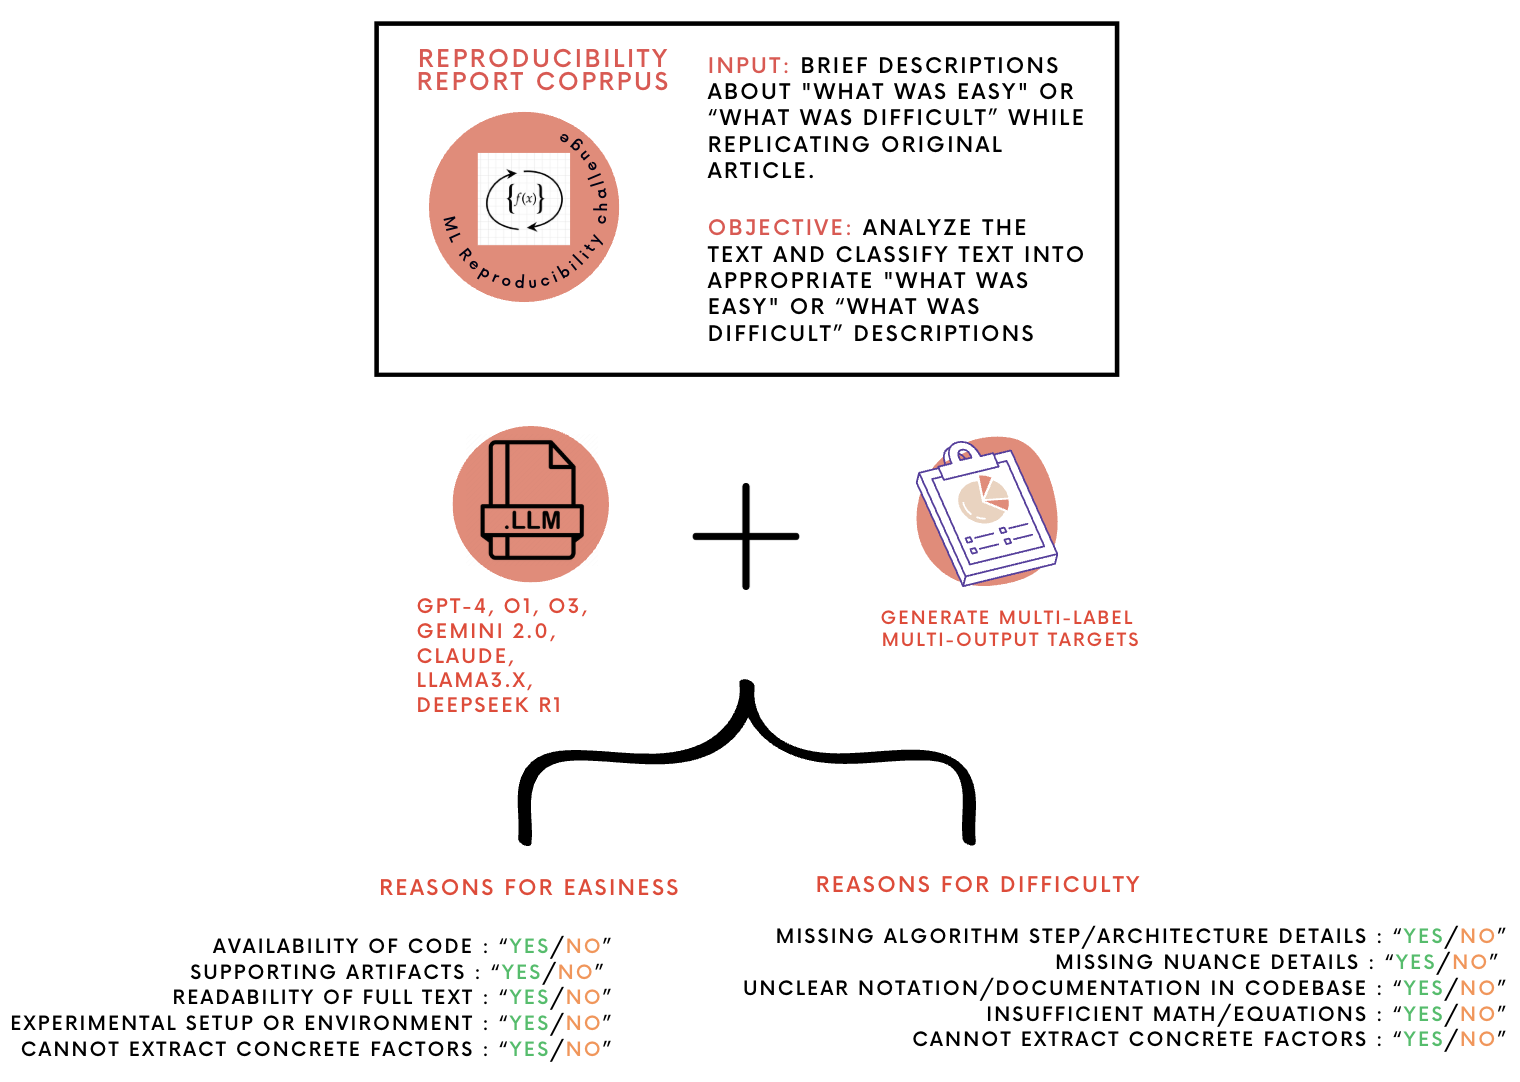 REPRODUCIBILITY
REPORT COPRPUS
ML Reproducibility challenge
{f(x)}
INPUT: BRIEF DESCRIPTIONS
ABOUT "WHAT WAS EASY" OR
“WHAT WAS DIFFICULT” WHILE
REPLICATING ORIGINAL
ARTICLE.
OBJECTIVE: ANALYZE THE
TEXT AND CLASSIFY TEXT INTO
APPROPRIATE "WHAT WAS
EASY" OR “WHAT WAS
DIFFICULT” DESCRIPTIONS
.LLM
GPT-4, O1, O3,
GEMINI 2.0,
CLAUDE,
LLAMA3.X,
DEEPSEEK R1
GENERATE MULTI-LABEL
MULTI-OUTPUT TARGETS
REASONS FOR EASINESS
AVAILABILITY OF CODE : “YES/NO”
SUPPORTING ARTIFACTS : “YES/NO”
READABILITY OF FULL TEXT : “YES/NO”
EXPERIMENTAL SETUP OR ENVIRONMENT : “YES/NO”
CANNOT EXTRACT CONCRETE FACTORS : “YES/NO”
REASONS FOR DIFFICULTY
MISSING ALGORITHM STEP/ARCHITECTURE DETAILS : “YES/NO”
MISSING NUANCE DETAILS : “YES/NO”
UNCLEAR NOTATION/DOCUMENTATION IN CODEBASE : “YES/NO”
INSUFFICIENT MATH/EQUATIONS : “YES/NO”
CANNOT EXTRACT CONCRETE FACTORS : “YES/NO”